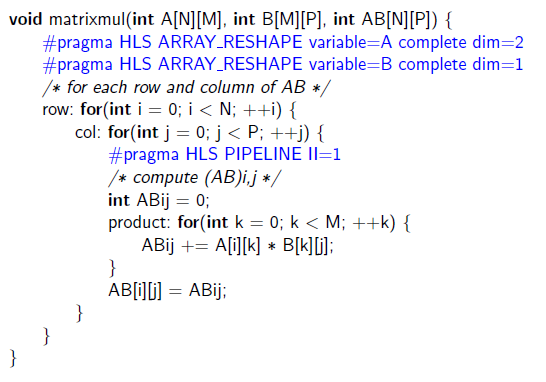 void matrixmul(int A[N][M], int B[M][P], int AB[N][P]) {
#pragma HLS ARRAY_RESHAPE variable=A complete dim=2
#pragma HLS ARRAY_RESHAPE variable=B complete dim=1
/* for each row and column of AB */
row: for(int i = 0; i < N; ++i) {
col: for(int j = 0; j < P; ++j) {
#pragma HLS PIPELINE II=1
/* compute (AB)i,j */
int ABij = 0;
product: for(int k = 0; k < M; ++k) {
ABij += A[i][k] * B[k][j];
}
AB[i][j] = ABij;
}
}
}